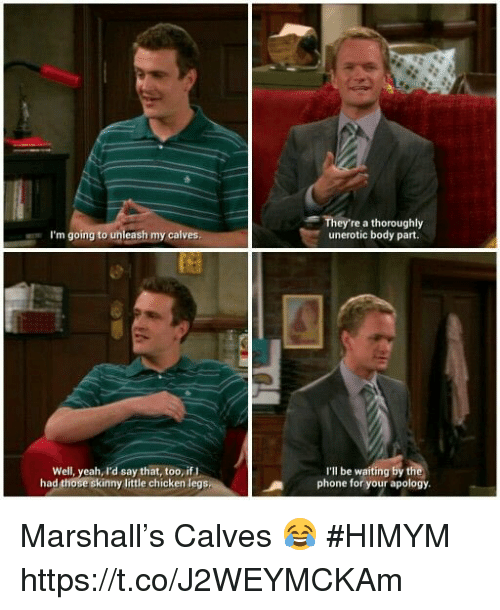 I'm going to unleash my calves.
They're a thoroughly
unerotic body part.
Well, yeah, I'd say that, too, if I
had those skinny little chicken legs.
I'll be waiting by the
phone for your apology.
Marshall’s Calves 😂 #HIMYM
https://t.co/J2WEYMCKAm